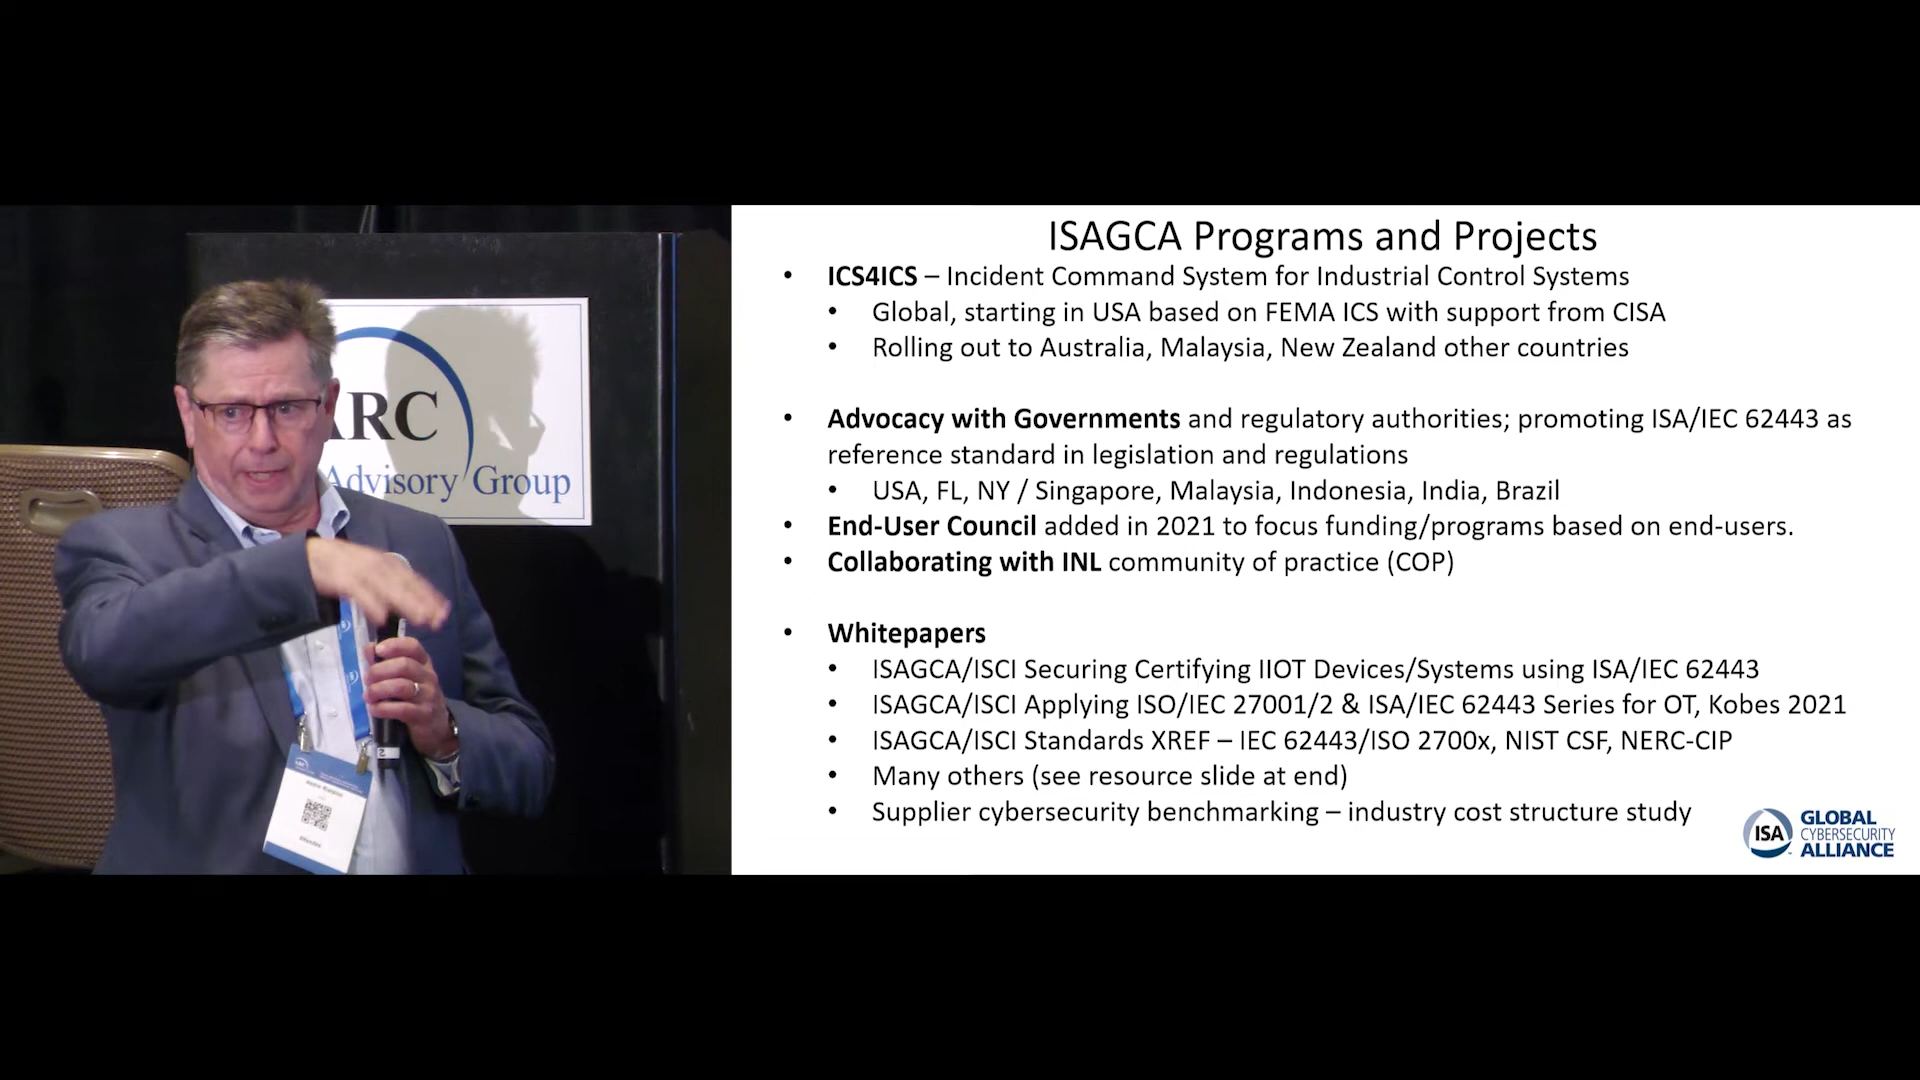 ARC
Advisory Group
ISAGCA Programs and Projects
• ICS4ICS – Incident Command System for Industrial Control Systems
• Global, starting in USA based on FEMA ICS with support from CISA
• Rolling out to Australia, Malaysia, New Zealand other countries
• Advocacy with Governments and regulatory authorities; promoting ISA/IEC 62443 as
reference standard in legislation and regulations
• USA, FL, NY / Singapore, Malaysia, Indonesia, India, Brazil
• End-User Council added in 2021 to focus funding/programs based on end-users.
• Collaborating with INL community of practice (COP)
• Whitepapers
• ISAGCA/ISCI Securing Certifying IIOT Devices/Systems using ISA/IEC 62443
• ISAGCA/ISCI Applying ISO/IEC 27001/2 & ISA/IEC 62443 Series for OT, Kobes 2021
• ISAGCA/ISCI Standards XREF – IEC 62443/ISO 2700x, NIST CSF, NERC-CIP
• Many others (see resource slide at end)
• Supplier cybersecurity benchmarking – industry cost structure study
ISA
GLOBAL
CYBERSECURITY
ALLIANCE